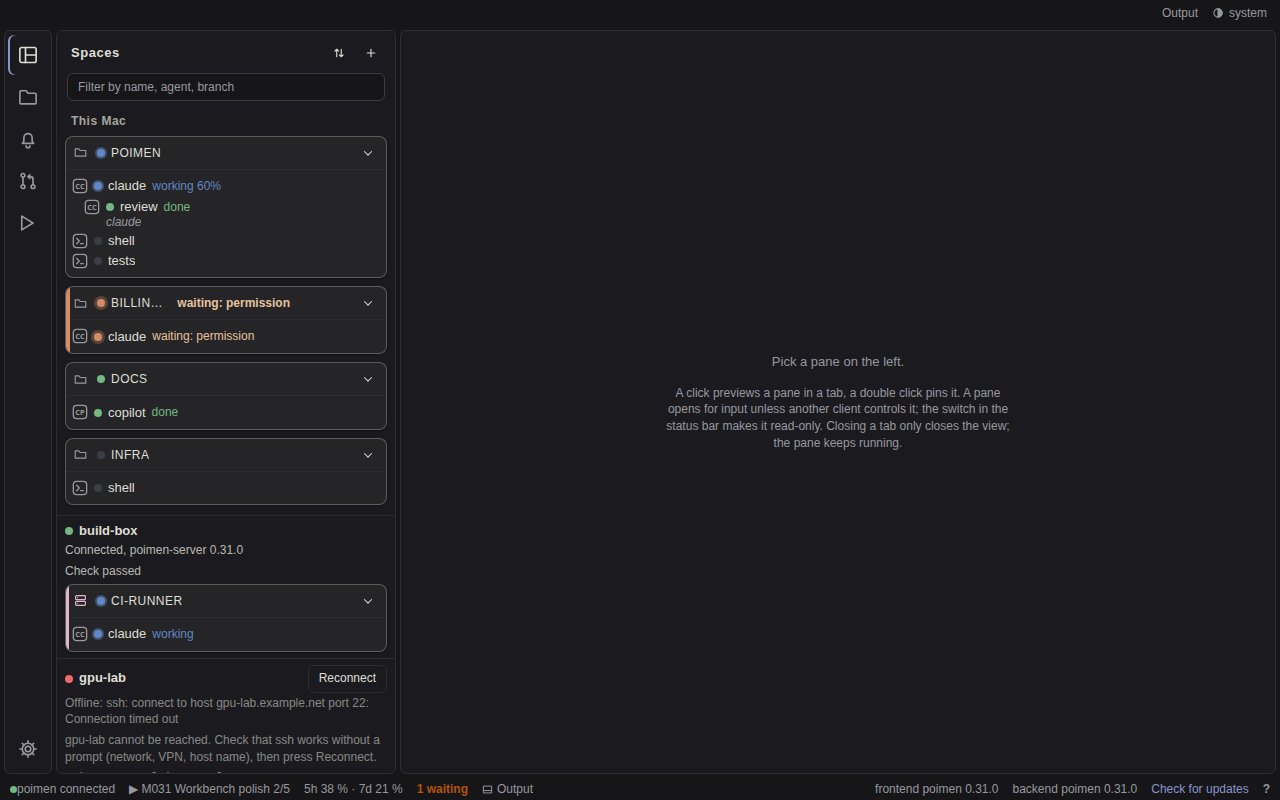 Output system
Spaces
Filter by name, agent, branch
This Mac
POIMEN
CC claude working 60%
CC review done
claude
shell
tests
BILLIN… waiting: permission
CC claude waiting: permission
DOCS
CP copilot done
INFRA
shell
build-box
Connected, poimen-server 0.31.0
Check passed
CI-RUNNER
CC claude working
gpu-lab Reconnect
Offline: ssh: connect to host gpu-lab.example.net port 22:
Connection timed out
gpu-lab cannot be reached. Check that ssh works without a
prompt (network, VPN, host name), then press Reconnect.
Pick a pane on the left.
A click previews a pane in a tab, a double click pins it. A pane
opens for input unless another client controls it; the switch in the
status bar makes it read-only. Closing a tab only closes the view;
the pane keeps running.
poimen connected ▶ M031 Workbench polish 2/5 5h 38 % · 7d 21 % 1 waiting Output frontend poimen 0.31.0 backend poimen 0.31.0 Check for updates ?